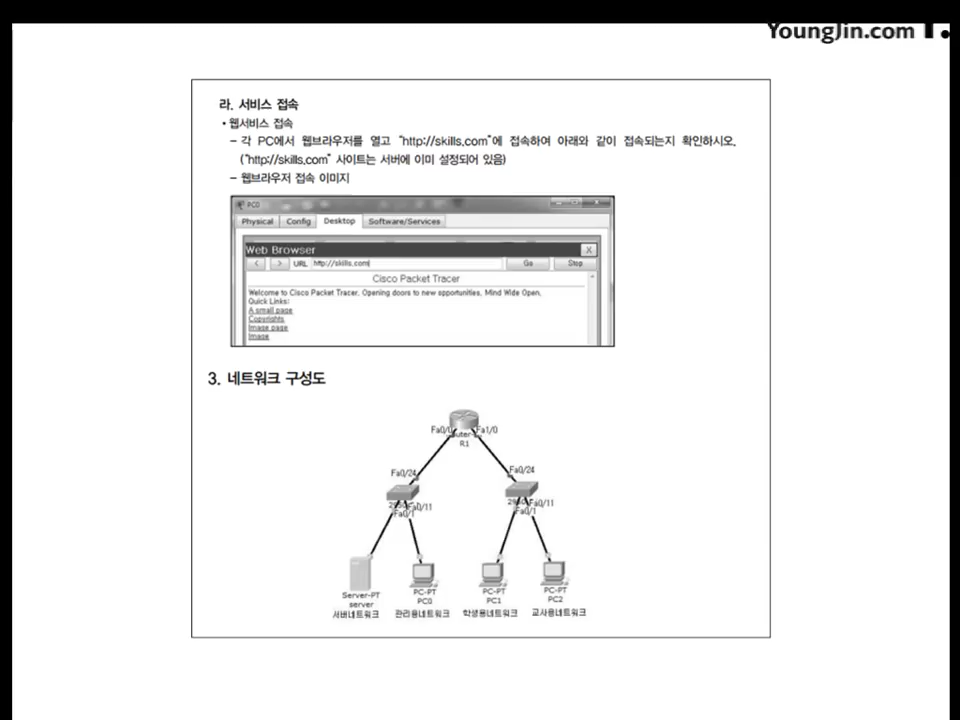 YoungJin.com
라. 서비스 접속
• 웹서비스 접속
– 각 PC에서 웹브라우저를 열고 “http://skills.com”에 접속하여 아래와 같이 접속되는지 확인하시오.
(“http://skills.com” 사이트는 서버에 이미 설정되어 있음)
– 웹브라우저 접속 이미지
PC0
Physical Config Desktop Software/Services
Web Browser X
< > URL http://skills.com Go Stop
Cisco Packet Tracer
Welcome to Cisco Packet Tracer. Opening doors to new opportunities. Mind Wide Open.
Quick Links:
A small page
Copyrights
Image page
Image
3. 네트워크 구성도
Fa0/0 Fa1/0
R1
Fa0/24 Fa0/24
Fa0/11 Fa0/11
Fa0/1 Fa0/1
Server-PT PC-PT PC-PT PC-PT
server PC0 PC1 PC2
서버네트워크 관리용네트워크 학생용네트워크 교사용네트워크